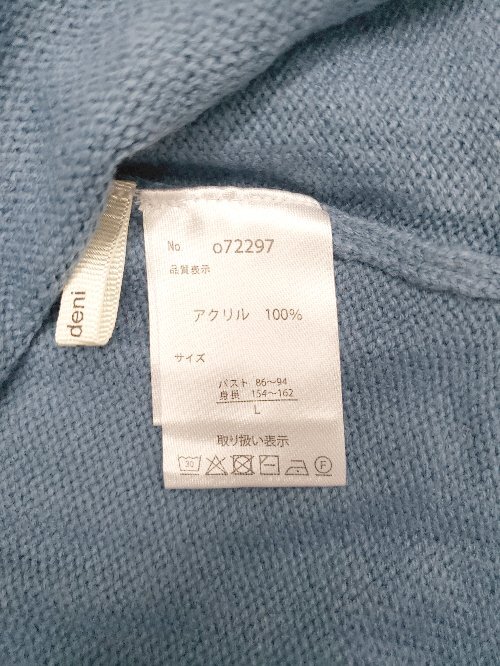 deni
No. o72297
品質表示
アクリル 100%
サイズ
バスト 86～94
身長 154～162
L
取り扱い表示
30
F